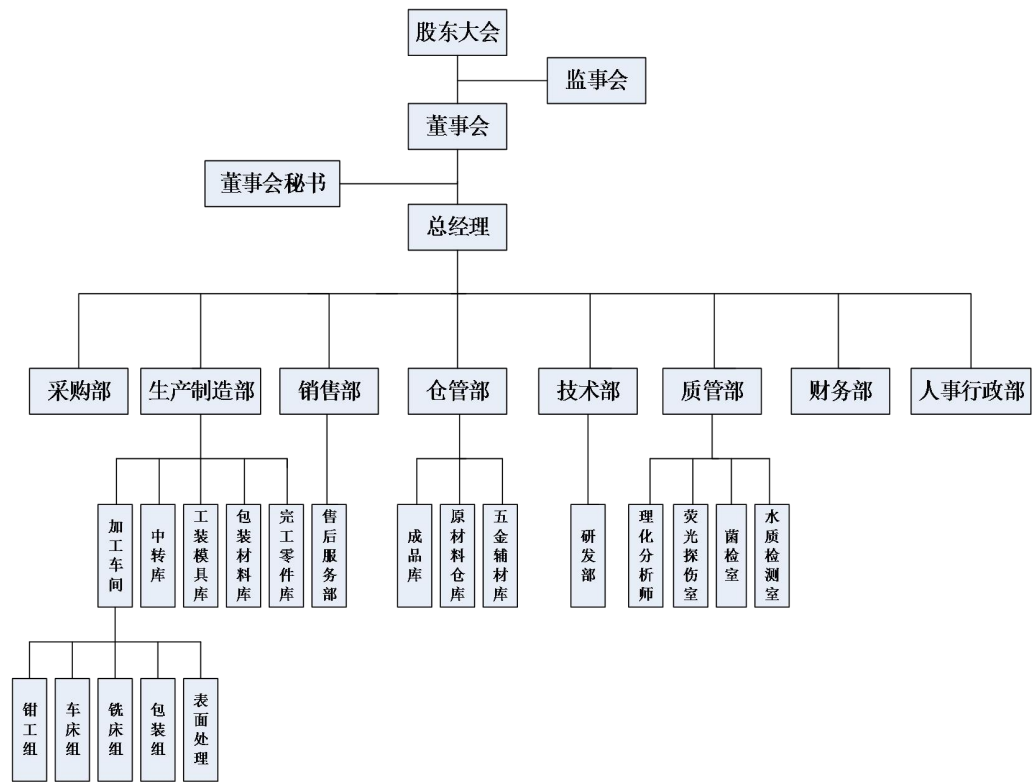 股东大会
监事会
董事会
董事会秘书
总经理
采购部
生产制造部
销售部
仓管部
技术部
质管部
财务部
人事行政部
加工车间
中转库
工装模具库
包装材料库
完工零件库
售后服务部
成品库
原材料仓库
五金辅材库
研发部
理化分析师
荧光探伤室
菌检室
水质检测室
钳工组
车床组
铣床组
包装组
表面处理